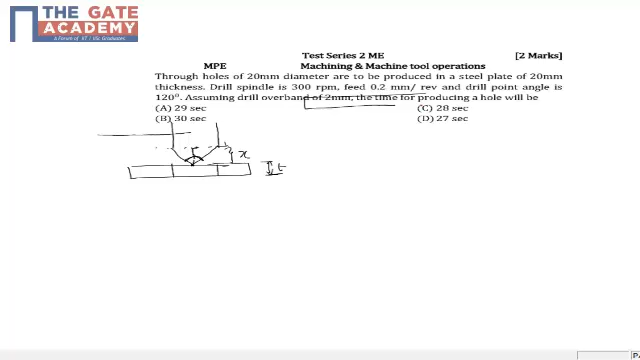 THE GATE
ACADEMY
A Forum of IIT / IISC Graduates
Test Series 2 ME [2 Marks]
MPE Machining & Machine tool operations
Through holes of 20mm diameter are to be produced in a steel plate of 20mm
thickness. Drill spindle is 300 rpm, feed 0.2 mm/ rev and drill point angle is
120°. Assuming drill overband of 2mm, the time for producing a hole will be
(A) 29 sec (C) 28 sec
(B) 30 sec (D) 27 sec
x
t
P